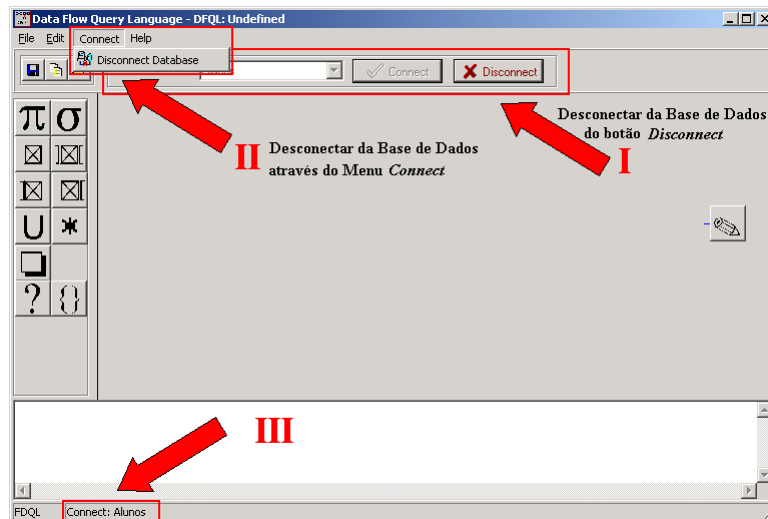 Data Flow Query Language - DFQL: Undefined
File Edit Connect Help
Disconnect Database
Connect Disconnect
π σ
U *
? {}
Desconectar da Base de Dados
do botão Disconnect
I
II
Desconectar da Base de Dados
através do Menu Connect
III
FDQL Connect: Alunos